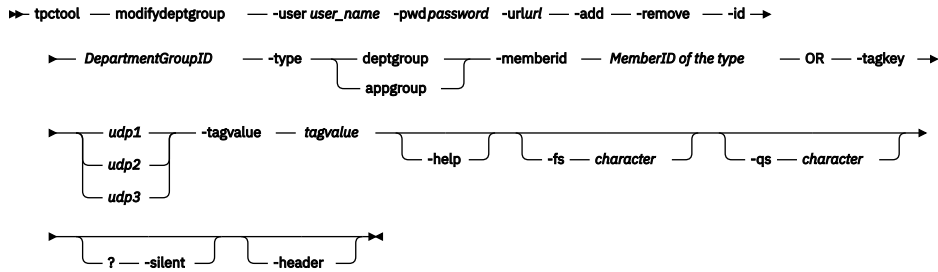 tpctool modifydeptgroup -user user_name -pwd password -url url -add -remove -id
DepartmentGroupID -type deptgroup -memberid MemberID of the type OR -tagkey
appgroup
udp1 -tagvalue tagvalue
udp2 -help -fs character -qs character
udp3
? -silent -header